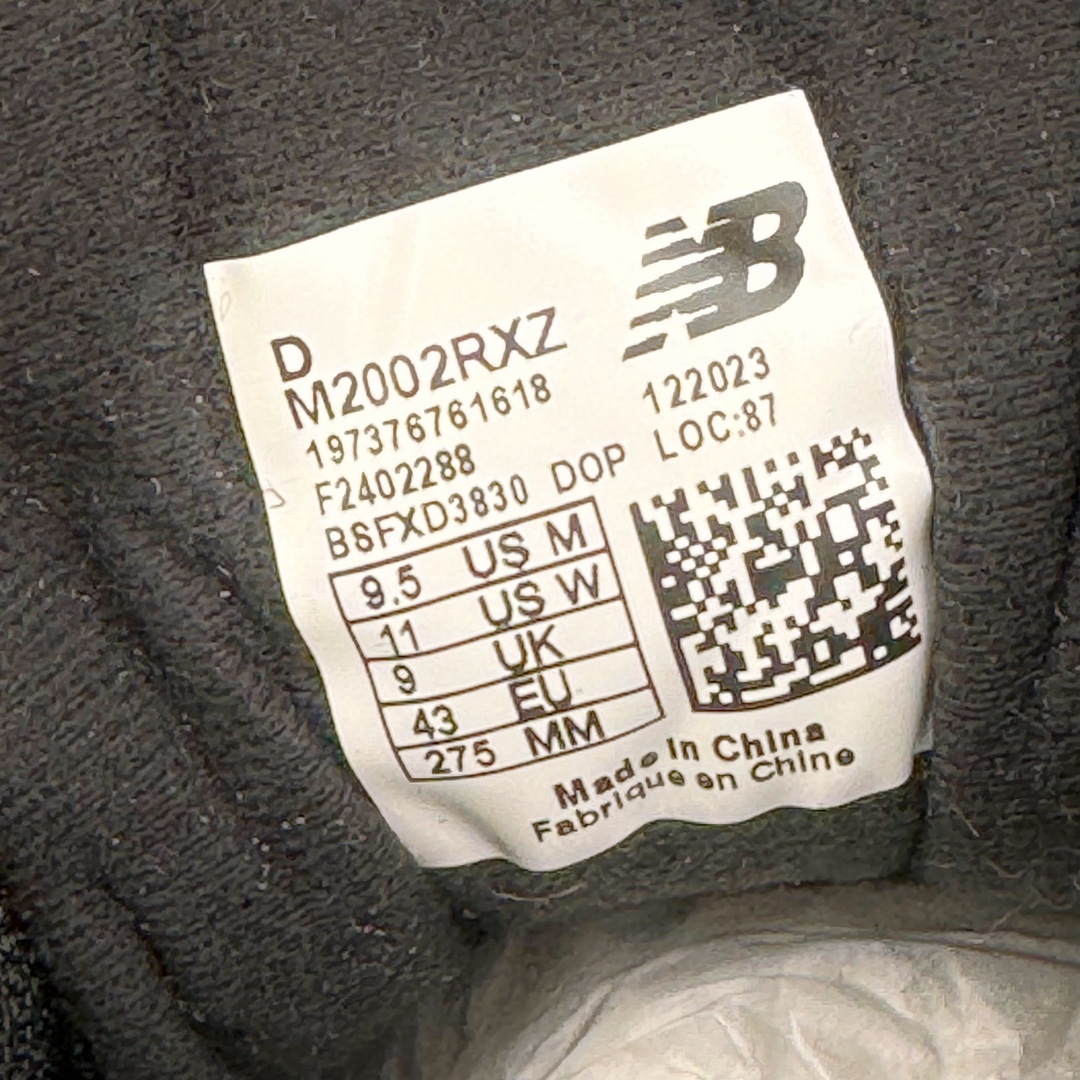 NB
D
M2002RXZ
197376761618
122023
F2402288
LOC:87
BSFXD3830 DOP
9.5 US M
11 US W
9 UK
43 EU
275 MM
Made in China
Fabrique en Chine